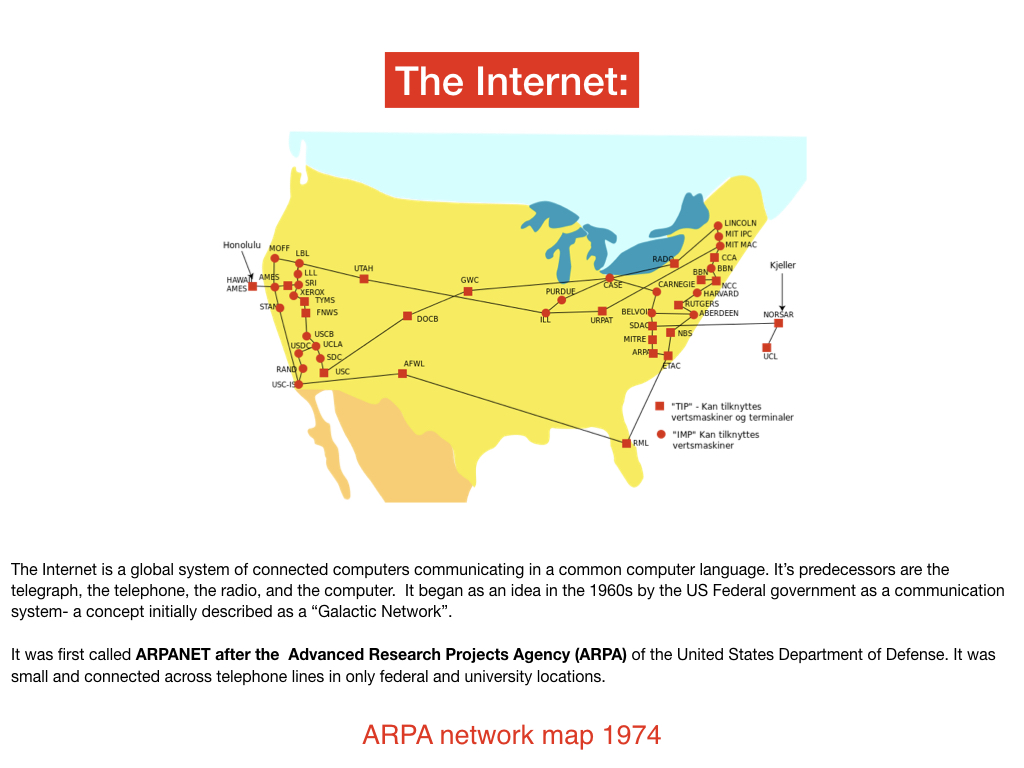 The Internet:
LINCOLN
MIT IPC
MIT MAC
Honolulu
MOFF
LBL
RADC
CCA
BBN
BBN
Kjeller
LLL
UTAH
HAWAII
AMES
AMES
SRI
GWC
PURDUE
CASE
CARNEGIE
NCC
XEROX
HARVARD
TYMS
STAN
FNWS
DOCB
ILL
URPAT
BELVOIR
RUTGERS
ABERDEEN
NORSAR
SDAC
USCB
NBS
USDC
UCLA
MITRE
SDC
ARPA
UCL
RAND
USC
AFWL
ETAC
USC-ISI
"TIP" - Kan tilknyttes
vertsmaskiner og terminaler
"IMP" Kan tilknyttes
vertsmaskiner
RML
The Internet is a global system of connected computers communicating in a common computer language. It’s predecessors are the
telegraph, the telephone, the radio, and the computer.  It began as an idea in the 1960s by the US Federal government as a communication
system- a concept initially described as a “Galactic Network”.
It was first called ARPANET after the  Advanced Research Projects Agency (ARPA) of the United States Department of Defense. It was
small and connected across telephone lines in only federal and university locations.
ARPA network map 1974